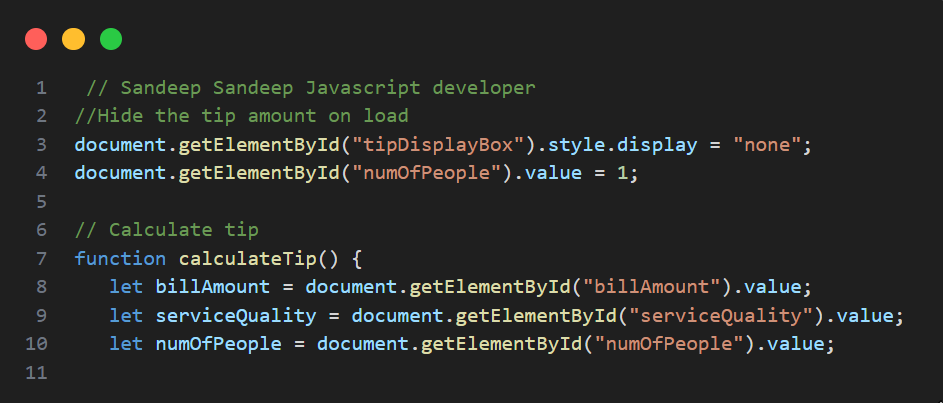 1 // Sandeep Sandeep Javascript developer
2 //Hide the tip amount on load
3 document.getElementById("tipDisplayBox").style.display = "none";
4 document.getElementById("numOfPeople").value = 1;
5
6 // Calculate tip
7 function calculateTip() {
8    let billAmount = document.getElementById("billAmount").value;
9    let serviceQuality = document.getElementById("serviceQuality").value;
10    let numOfPeople = document.getElementById("numOfPeople").value;
11